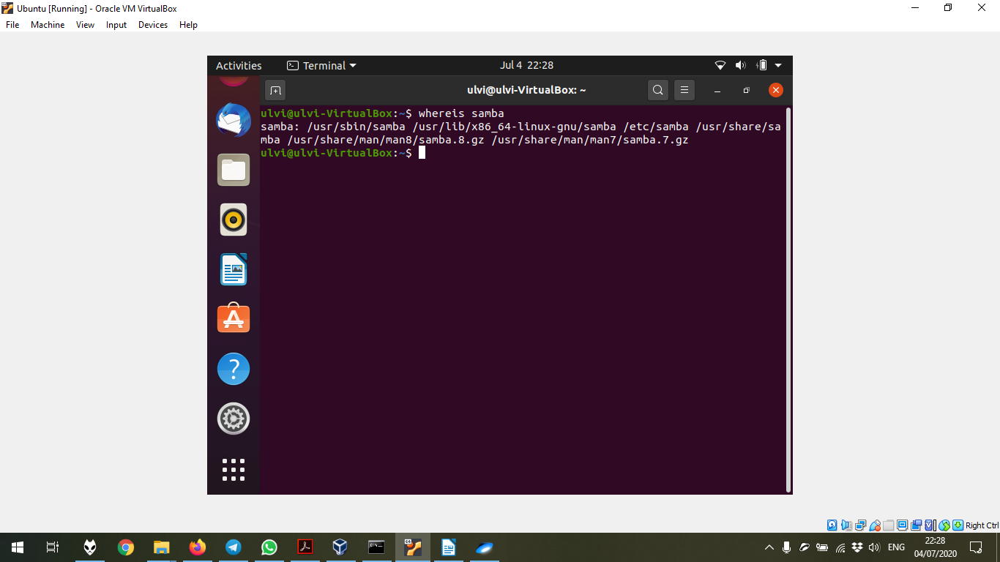 Ubuntu [Running] - Oracle VM VirtualBox
File Machine View Input Devices Help
Activities Terminal Jul 4 22:28
ulvi@ulvi-VirtualBox: ~
ulvi@ulvi-VirtualBox:~$ whereis samba
samba: /usr/sbin/samba /usr/lib/x86_64-linux-gnu/samba /etc/samba /usr/share/sa
mba /usr/share/man/man8/samba.8.gz /usr/share/man/man7/samba.7.gz
ulvi@ulvi-VirtualBox:~$
Right Ctrl
ENG
22:28
04/07/2020